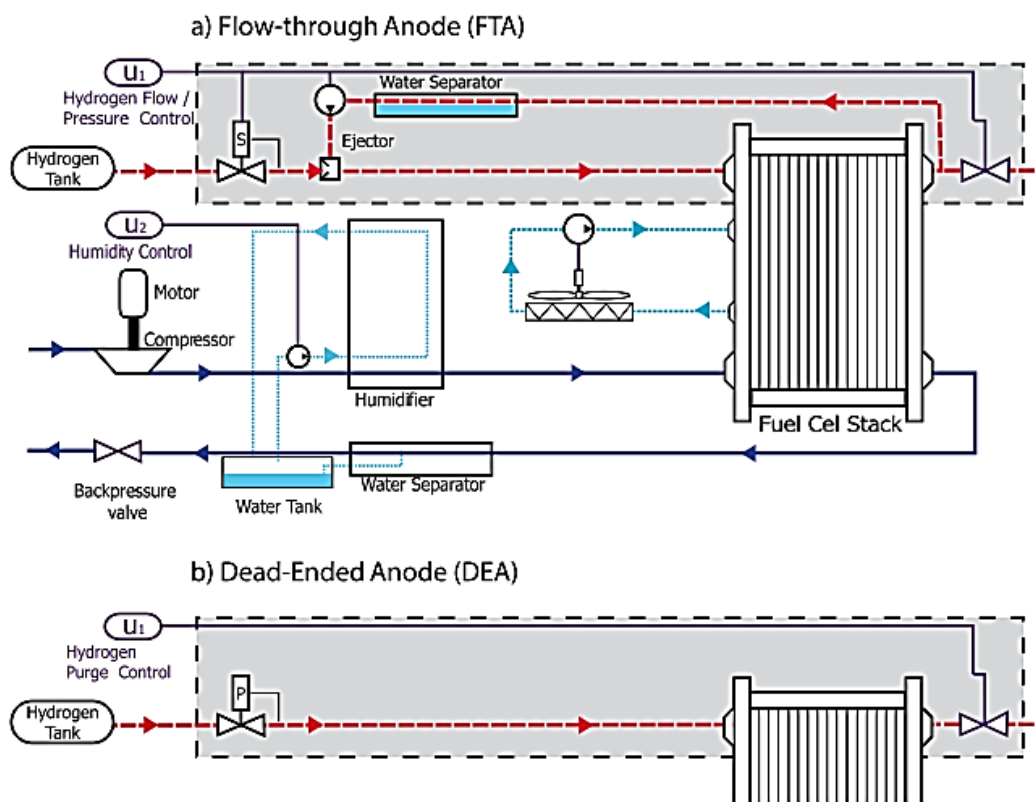 a) Flow-through Anode (FTA)
u1
Hydrogen Flow /
Pressure Control
Water Separator
S
Ejector
Hydrogen
Tank
u2
Humidity Control
Motor
Compressor
Humidifier
Fuel Cel Stack
Backpressure
valve
Water Tank
Water Separator
b) Dead-Ended Anode (DEA)
u1
Hydrogen
Purge Control
P
Hydrogen
Tank